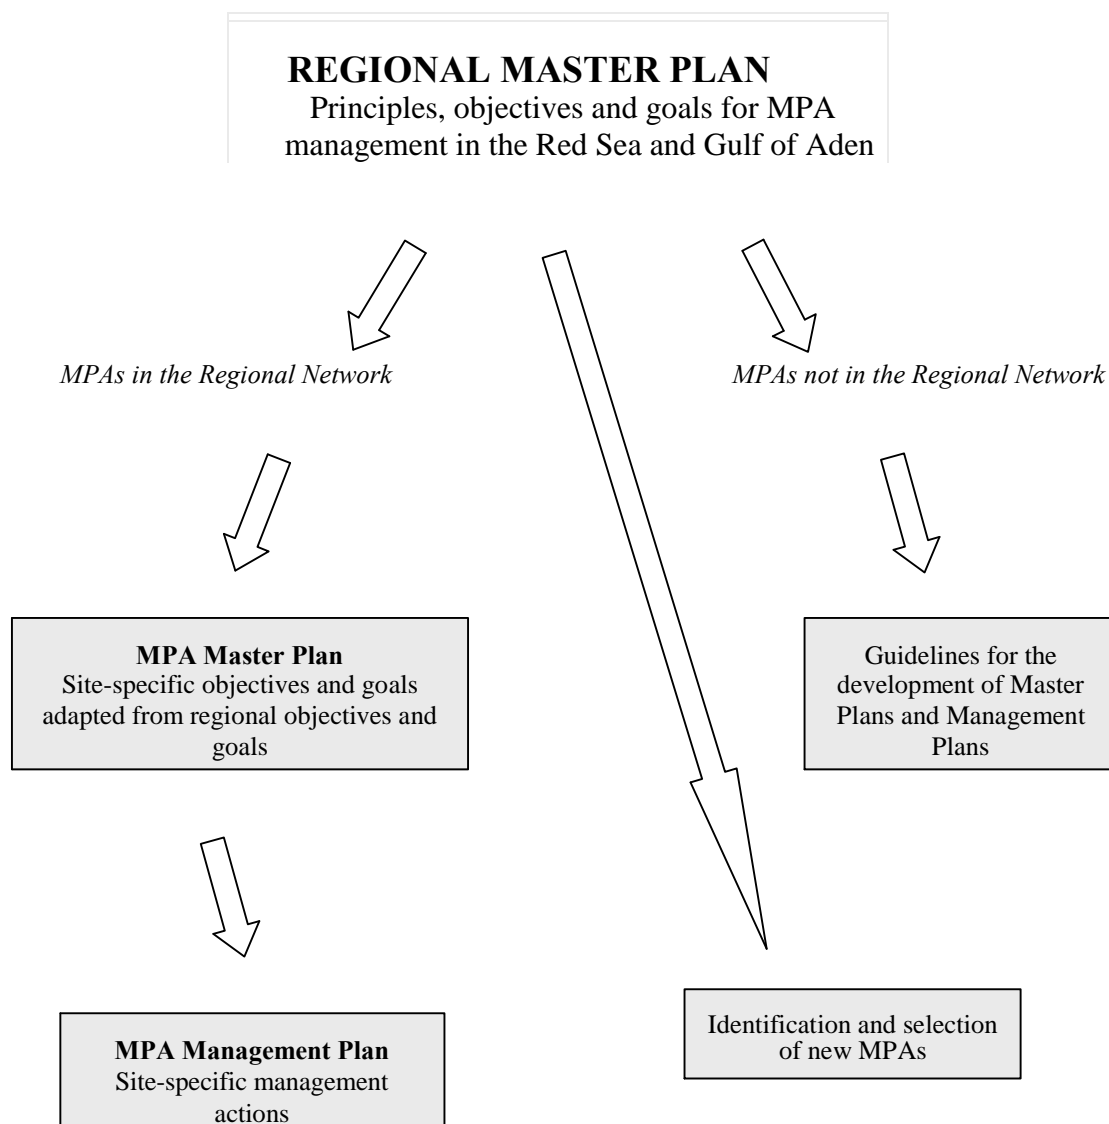 REGIONAL MASTER PLAN
Principles, objectives and goals for MPA
management in the Red Sea and Gulf of Aden
MPAs in the Regional Network
MPAs not in the Regional Network
MPA Master Plan
Site-specific objectives and goals
adapted from regional objectives and
goals
Guidelines for the
development of Master
Plans and Management
Plans
MPA Management Plan
Site-specific management
actions
Identification and selection
of new MPAs